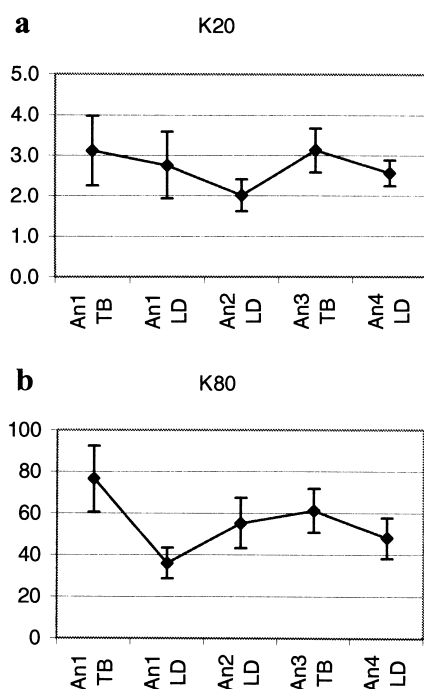 a
K20
5.0
4.0
3.0
2.0
1.0
0.0
An1 TB
An1 LD
An2 LD
An3 TB
An4 LD
b
K80
100
80
60
40
20
0
An1 TB
An1 LD
An2 LD
An3 TB
An4 LD